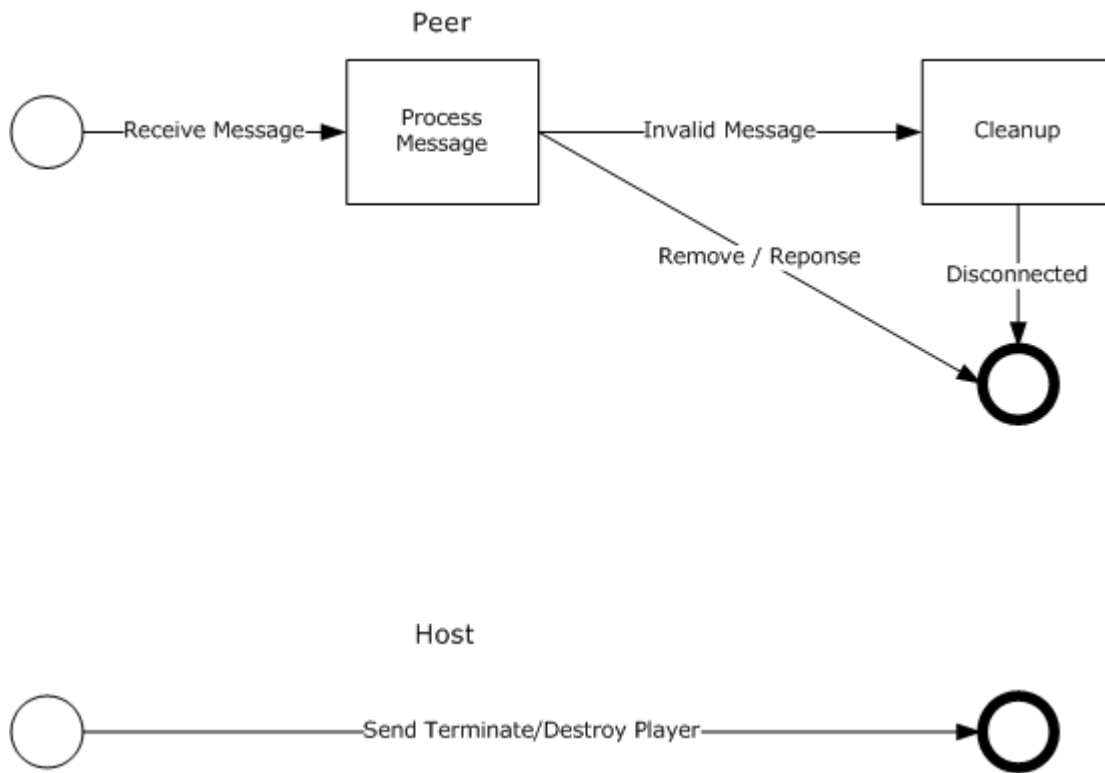 Peer
Receive Message
Process
Message
Invalid Message
Cleanup
Remove / Reponse
Disconnected
Host
Send Terminate/Destroy Player